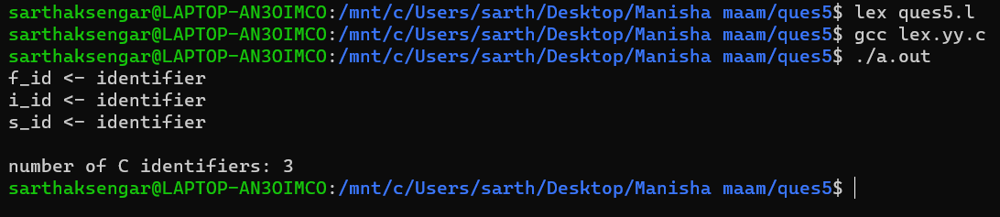 sarthaksengar@LAPTOP-AN3OIMCO:/mnt/c/Users/sarth/Desktop/Manisha maam/ques5$ lex ques5.l
sarthaksengar@LAPTOP-AN3OIMCO:/mnt/c/Users/sarth/Desktop/Manisha maam/ques5$ gcc lex.yy.c
sarthaksengar@LAPTOP-AN3OIMCO:/mnt/c/Users/sarth/Desktop/Manisha maam/ques5$ ./a.out
f_id <- identifier
i_id <- identifier
s_id <- identifier
number of C identifiers: 3
sarthaksengar@LAPTOP-AN3OIMCO:/mnt/c/Users/sarth/Desktop/Manisha maam/ques5$